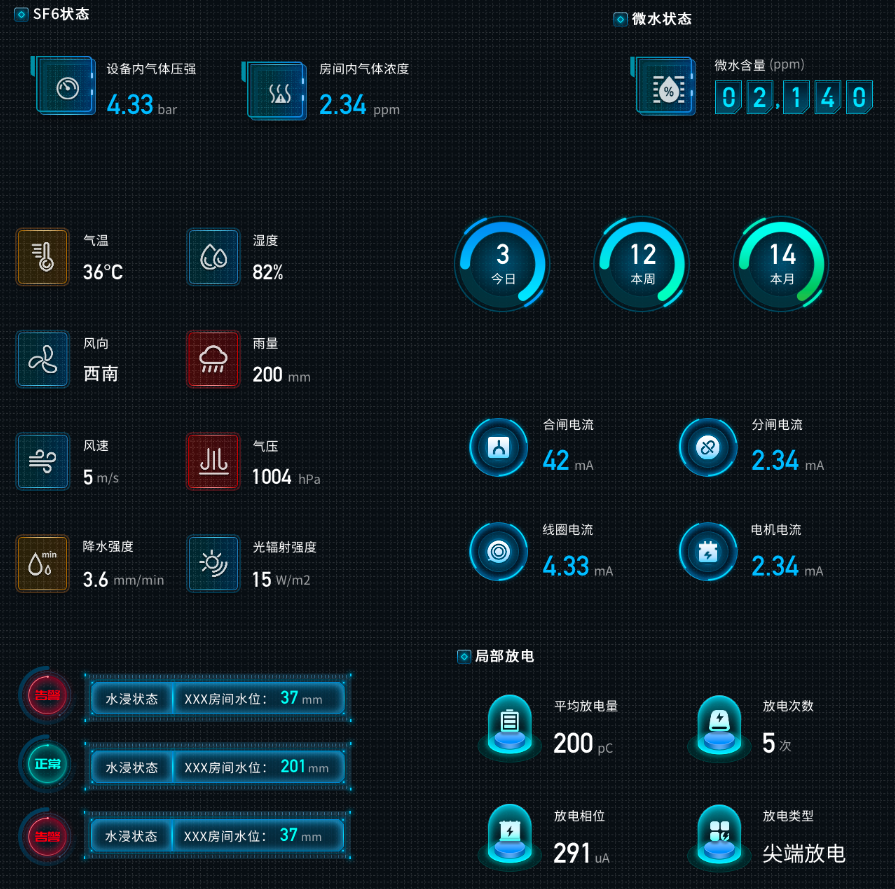 SF6状态
微水状态
设备内气体压强
4.33 bar
房间内气体浓度
2.34 ppm
%
微水含量 (ppm)
02,140
气温
36°C
湿度
82%
3
今日
12
本周
14
本月
风向
西南
雨量
200 mm
合闸电流
42 mA
分闸电流
2.34 mA
风速
5 m/s
气压
1004 hPa
线圈电流
4.33 mA
电机电流
2.34 mA
min
降水强度
3.6 mm/min
光辐射强度
15 W/m2
告警
水浸状态 XXX房间水位： 37 mm
正常
水浸状态 XXX房间水位： 201 mm
告警
水浸状态 XXX房间水位： 37 mm
局部放电
平均放电量
200 pC
放电次数
5 次
放电相位
291 uA
放电类型
尖端放电